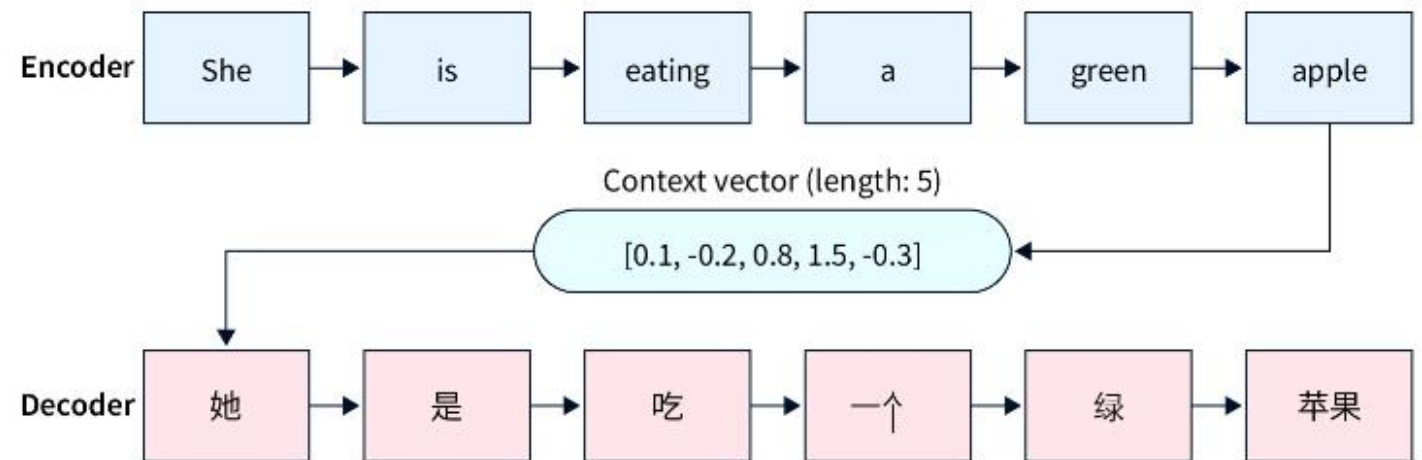 Encoder She is eating a green apple
Context vector (length: 5)
[0.1, -0.2, 0.8, 1.5, -0.3]
Decoder 她 是 吃 一个 绿 苹果